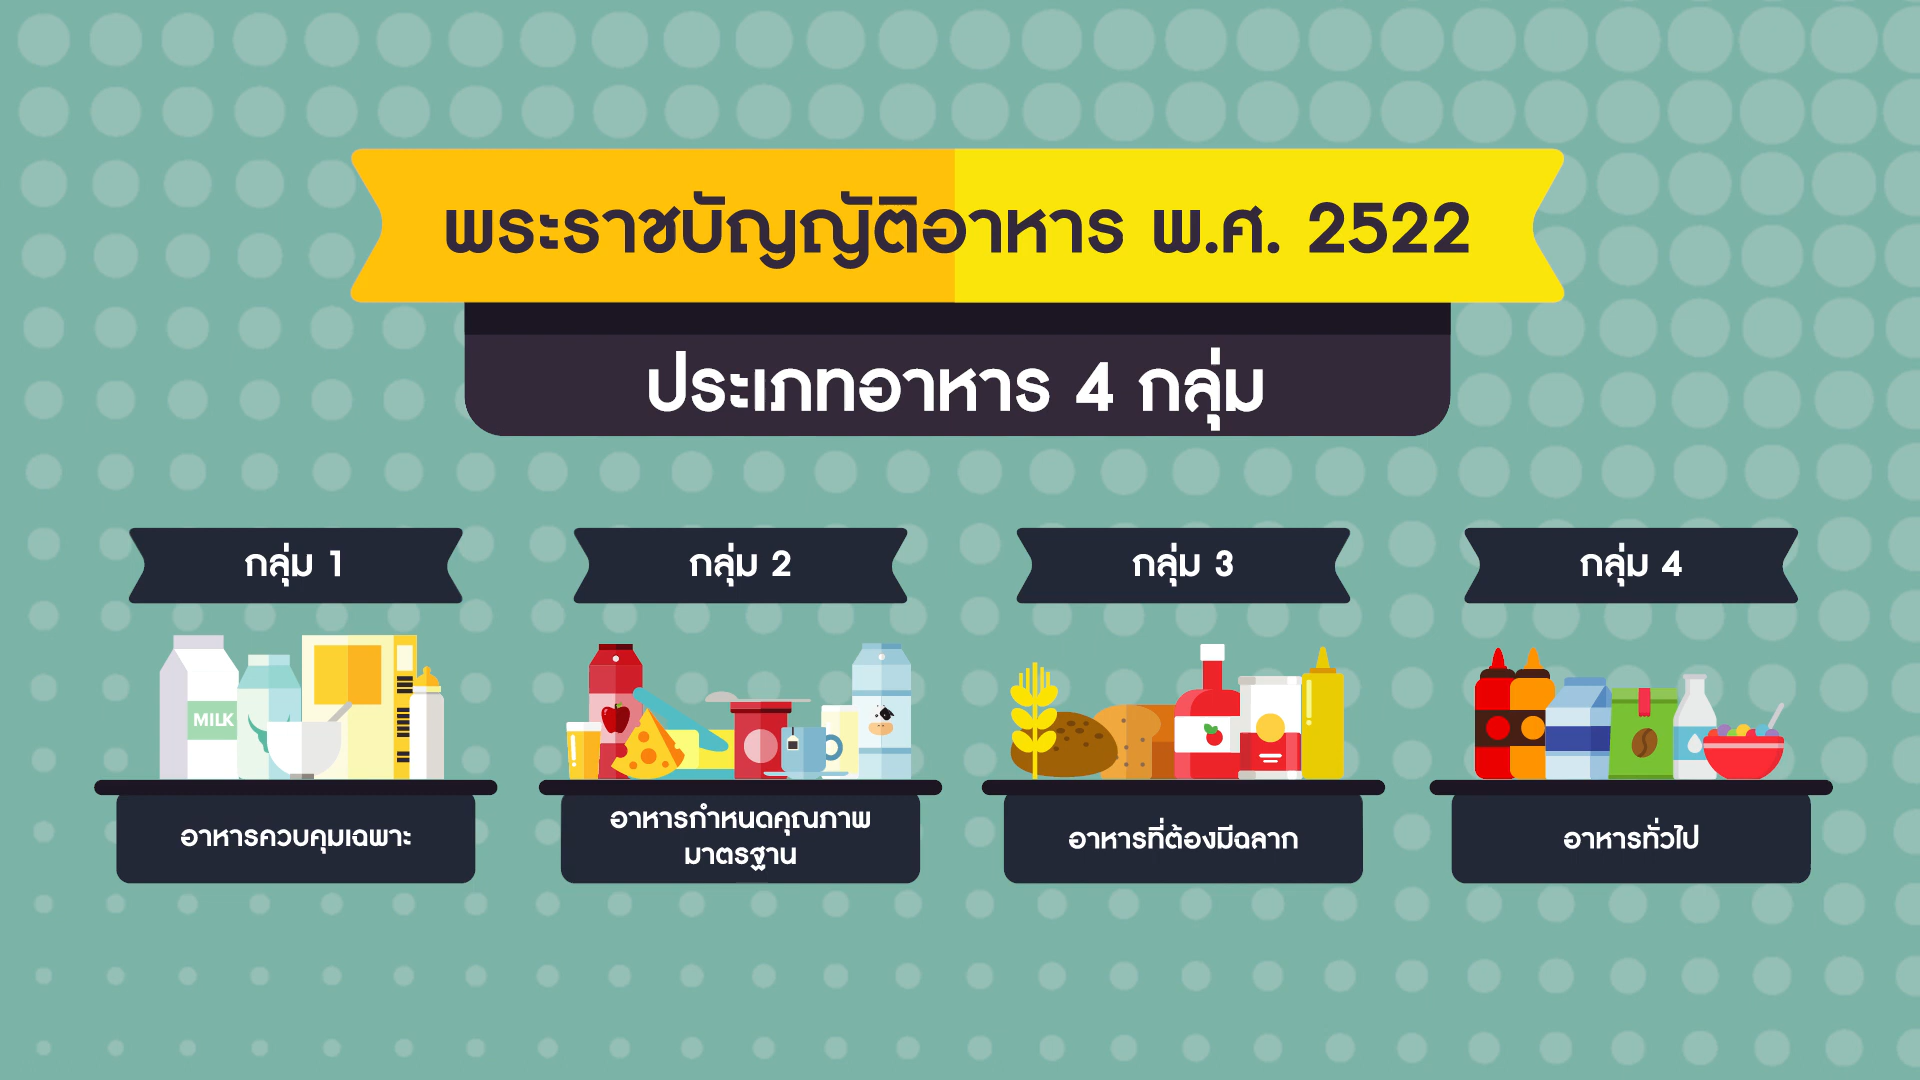 พระราชบัญญัติอาหาร พ.ศ. 2522
ประเภทอาหาร 4 กลุ่ม
กลุ่ม 1
กลุ่ม 2
กลุ่ม 3
กลุ่ม 4
MILK
อาหารควบคุมเฉพาะ
อาหารกำหนดคุณภาพ
มาตรฐาน
อาหารที่ต้องมีฉลาก
อาหารทั่วไป